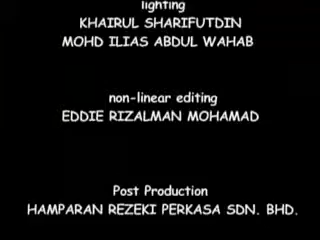 lighting
KHAIRUL SHARIFUTDIN
MOHD ILIAS ABDUL WAHAB
non-linear editing
EDDIE RIZALMAN MOHAMAD
Post Production
HAMPARAN REZEKI PERKASA SDN. BHD.